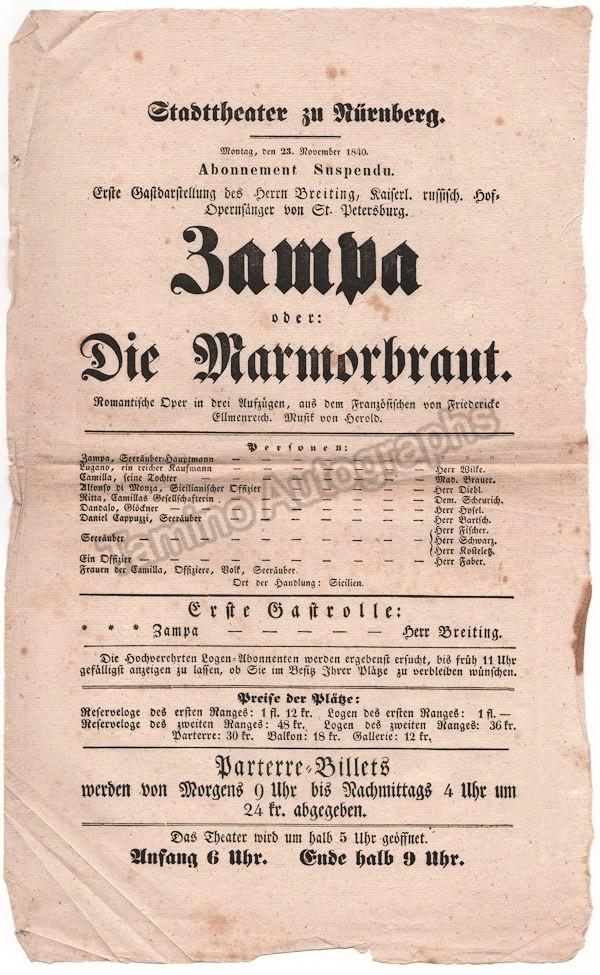 Stadttheater zu Nürnberg.
Montag, den 23. November 1840.
Abonnement Suspendu.
Erste Gastdarstellung des Herrn Breiting, Kaiserl. russisch. Hof-
Opernsänger von St. Petersburg.
Zampa
oder:
Die Marmorbraut.
Romantische Oper in drei Aufzügen, aus dem Französischen von Friedericke
Ellmenreich. Musik von Herold.
Personen:
Zampa, Seeräuber-Hauptmann — — — — — — " " "
Lugano, ein reicher Kaufmann — — — — — — Herr Wilke.
Camilla, seine Tochter — — — — — — — Mad. Brauer.
Alfonso di Monza, Sicilianischer Offizier — — — — — Herr Diebl.
Ritta, Camillas Gesellschafterin — — — — — — Dem. Scheurich.
Dandalo, Glöckner — — — — — — — Herr Hysel.
Daniel Cappuzzi, Seeräuber — — — — — — Herr Bartsch.
Herr Fischer.
Seeräuber — — — — — — — Herr Schwarz.
Herr Kosteletz.
Ein Offizier — — — — — — — Herr Faber.
Frauen der Camilla, Offiziere, Volk, Seeräuber.
Ort der Handlung: Sicilien.
Erste Gastrolle:
* * * Zampa — — — — — — Herr Breiting.
Die Hochverehrten Logen-Abonnenten werden ergebenst ersucht, bis früh 11 Uhr
gefälligst anzeigen zu lassen, ob Sie im Besitz Ihrer Plätze zu verbleiben wünschen.
Preise der Plätze:
Reserveloge des ersten Ranges: 1 fl. 12 kr. Logen des ersten Ranges: 1 fl. —
Reserveloge des zweiten Ranges: 48 kr. Logen des zweiten Ranges: 36 kr.
Parterre: 30 kr. Balkon: 18 kr. Gallerie: 12 kr.
Parterre-Billets
werden von Morgens 9 Uhr bis Nachmittags 4 Uhr um
24 kr. abgegeben.
Das Theater wird um halb 5 Uhr geöffnet.
Anfang 6 Uhr. Ende halb 9 Uhr.
Tamino Autographs